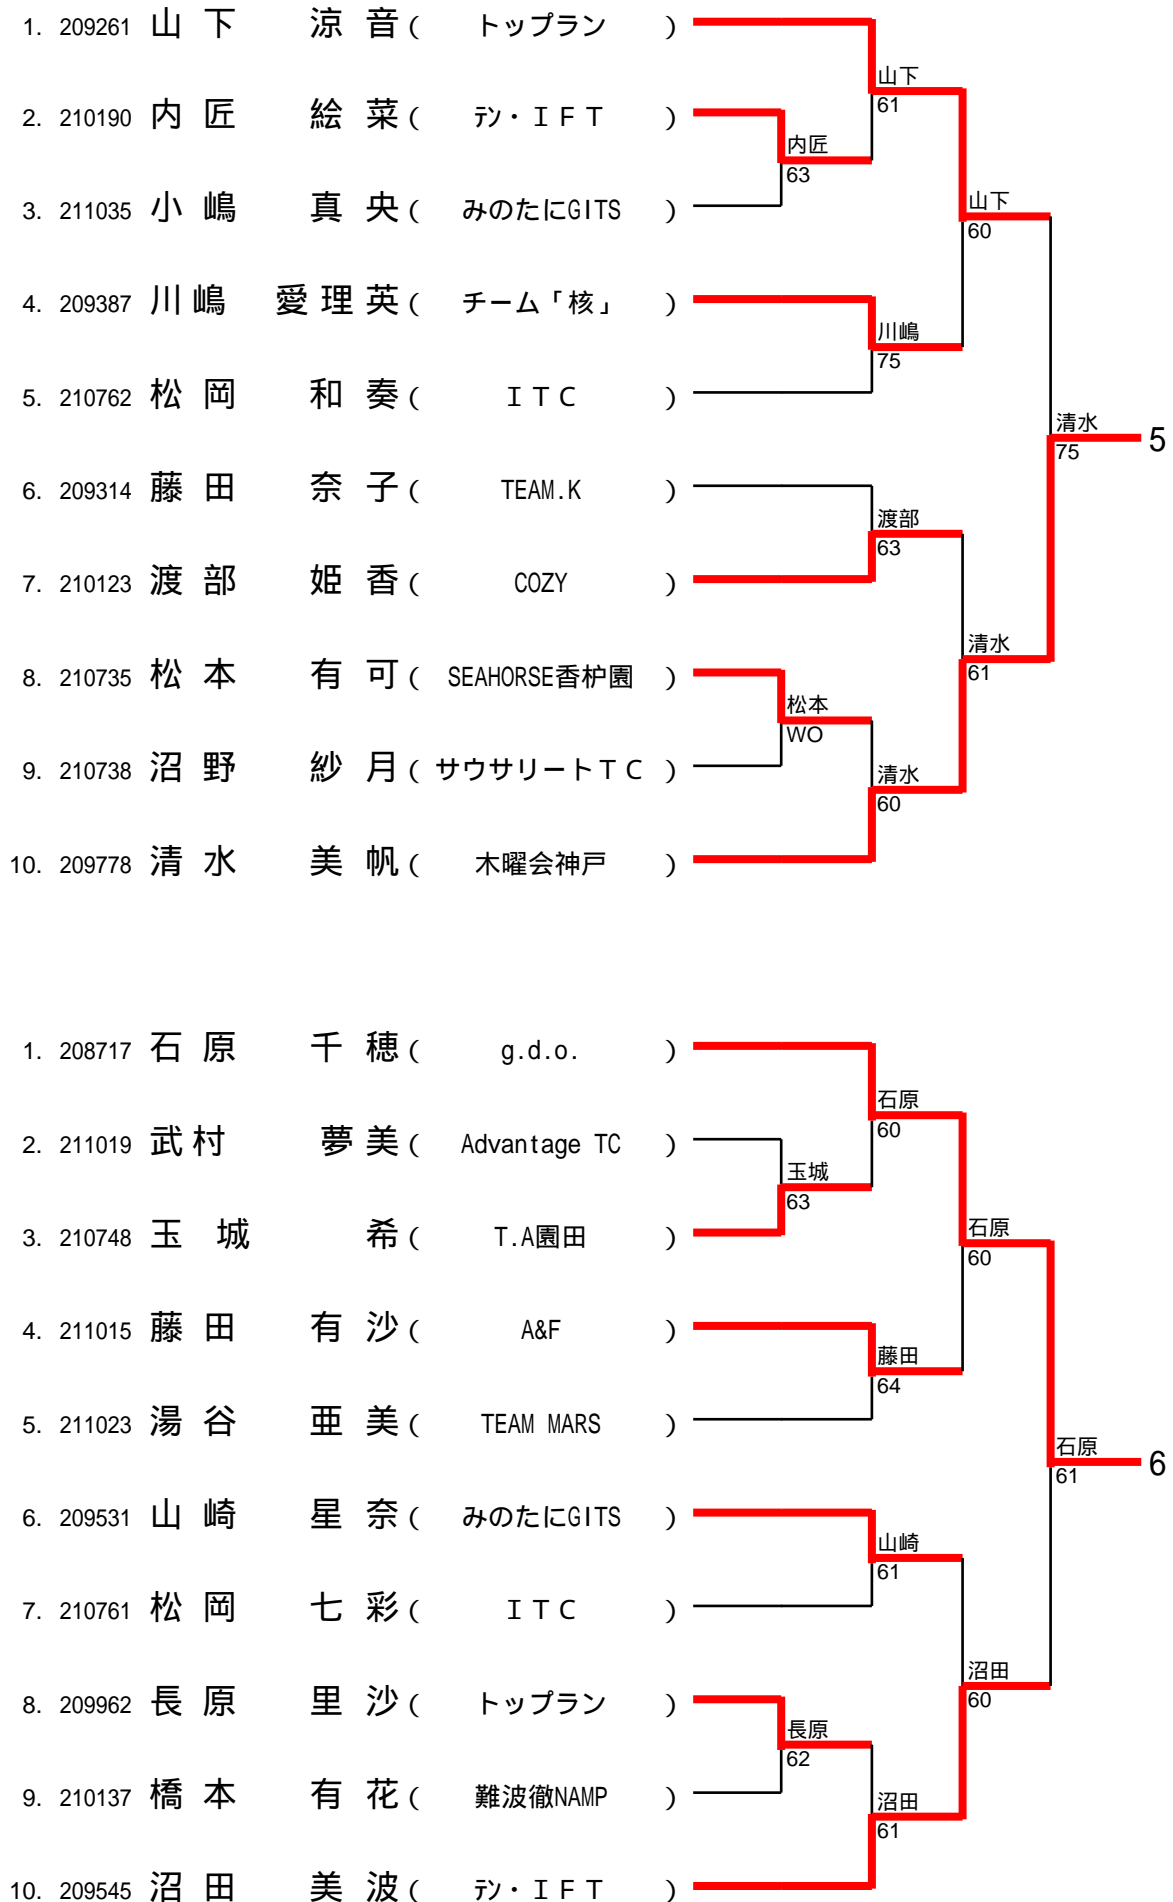 1. 209261 山下 涼音 ( トップラン )
山下
61
2. 210190 内匠 絵菜 ( テン・IFT )
内匠
63
3. 211035 小嶋 真央 ( みのたにGITS )
山下
60
4. 209387 川嶋 愛理英 ( チーム「核」 )
川嶋
75
5. 210762 松岡 和奏 ( ITC )
清水 5
75
6. 209314 藤田 奈子 ( TEAM.K )
渡部
63
7. 210123 渡部 姫香 ( COZY )
清水
61
8. 210735 松本 有可 ( SEAHORSE香枦園 )
松本
WO
9. 210738 沼野 紗月 ( サウサリートTC )
清水
60
10. 209778 清水 美帆 ( 木曜会神戸 )
1. 208717 石原 千穂 ( g.d.o. )
石原
60
2. 211019 武村 夢美 ( Advantage TC )
玉城
63
3. 210748 玉城 希 ( T.A園田 )
石原
60
4. 211015 藤田 有沙 ( A&F )
藤田
64
5. 211023 湯谷 亜美 ( TEAM MARS )
石原 6
61
6. 209531 山崎 星奈 ( みのたにGITS )
山崎
61
7. 210761 松岡 七彩 ( ITC )
沼田
60
8. 209962 長原 里沙 ( トップラン )
長原
62
9. 210137 橋本 有花 ( 難波徹NAMP )
沼田
61
10. 209545 沼田 美波 ( テン・IFT )